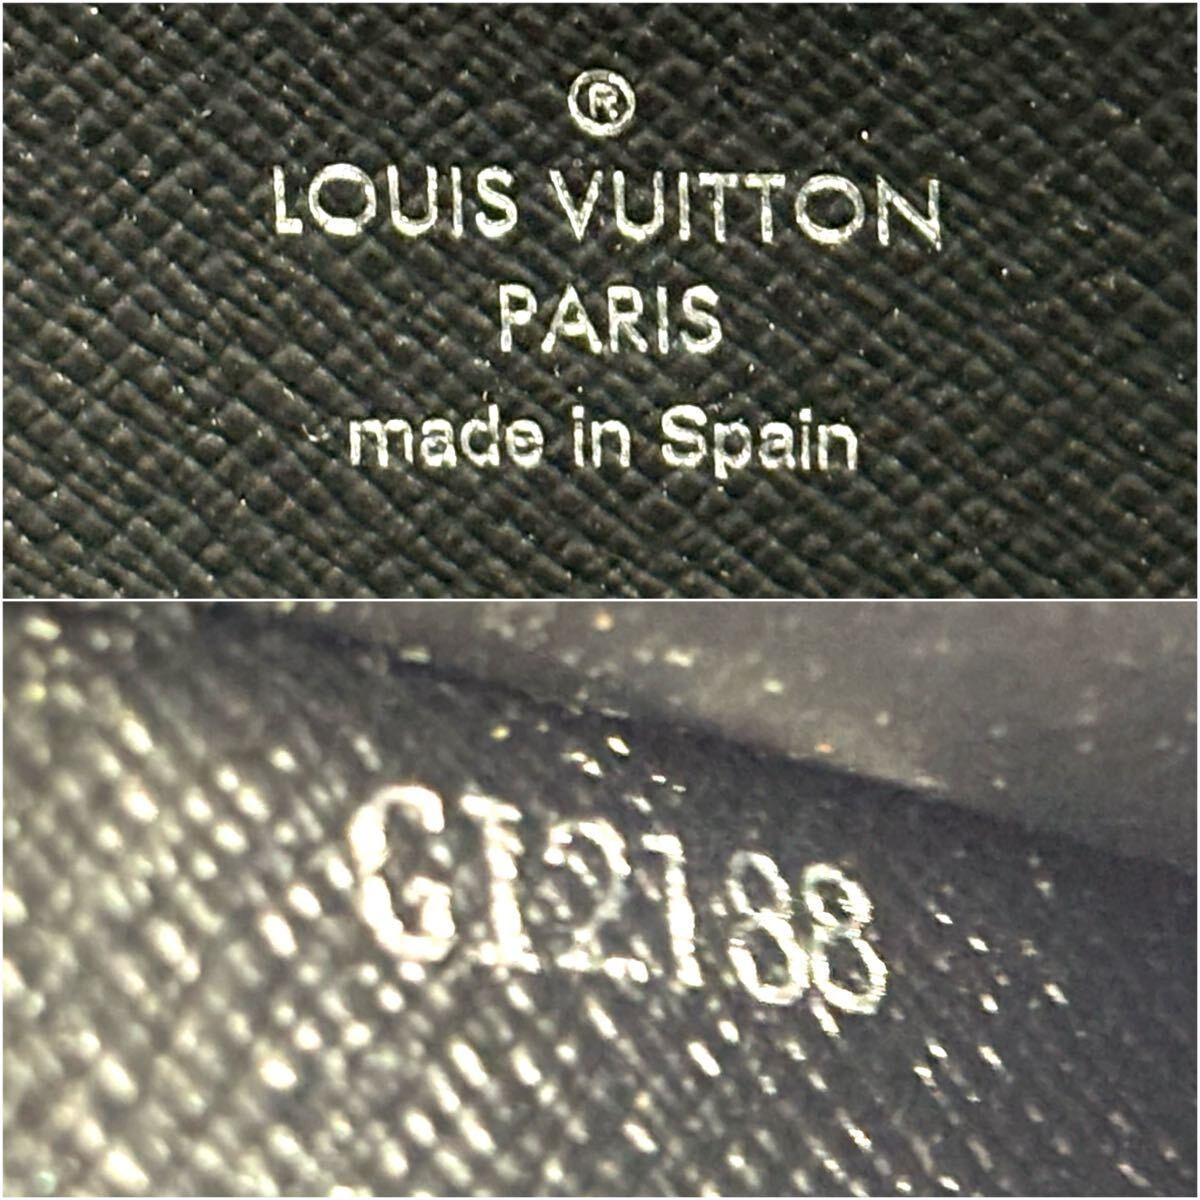 ®
LOUIS VUITTON
PARIS
made in Spain
GI2188